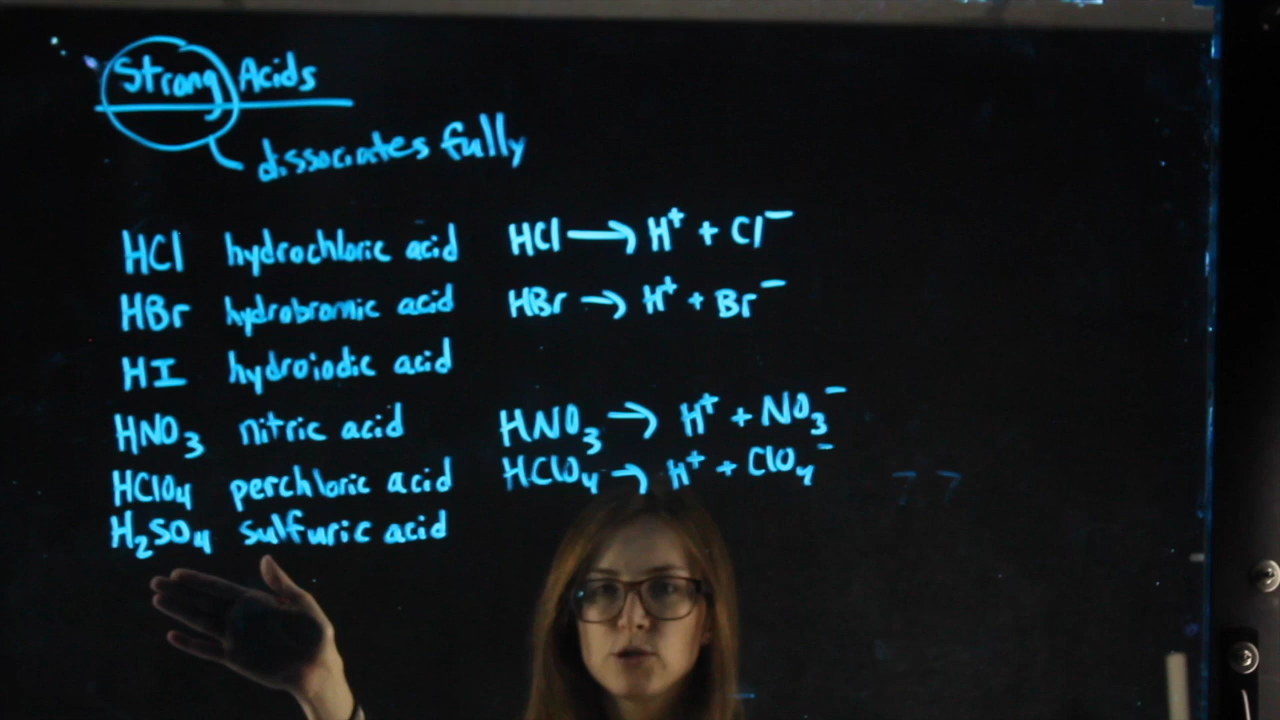 Strong Acids
dissociates fully
HCl hydrochloric acid HCl → H⁺ + Cl⁻
HBr hydrobromic acid HBr → H⁺ + Br⁻
HI hydroiodic acid
HNO₃ nitric acid HNO₃ → H⁺ + NO₃⁻
HClO₄ perchloric acid HClO₄ → H⁺ + ClO₄⁻
H₂SO₄ sulfuric acid